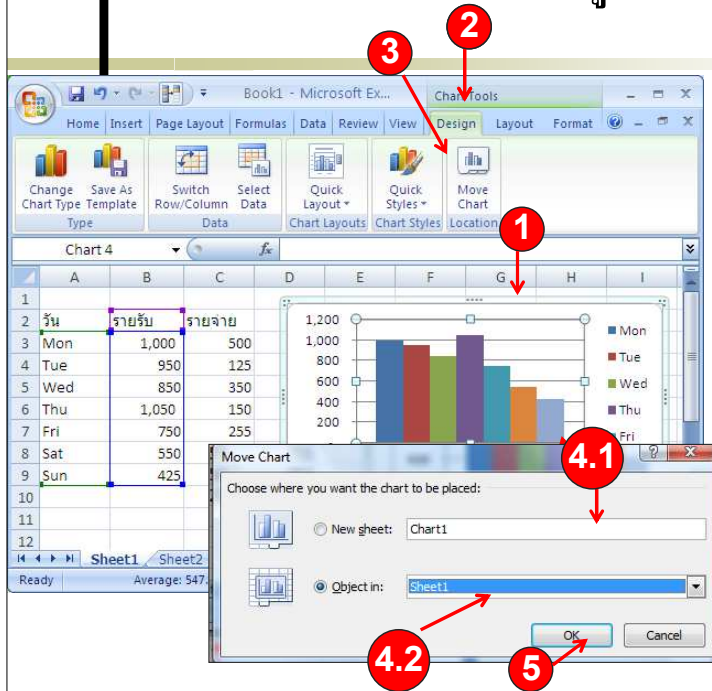 2
3
Book1 - Microsoft Ex... Chart Tools
Home Insert Page Layout Formulas Data Review View Design Layout Format
Change Chart Type Save As Template Switch Row/Column Select Data Quick Layout Quick Styles Move Chart
Type Data Chart Layouts Chart Styles Location
1
Chart 4 fx
A B C D E F G H I
1
2 วัน รายรับ รายจ่าย
3 Mon 1,000 500
4 Tue 950 125
5 Wed 850 350
6 Thu 1,050 150
7 Fri 750 255
8 Sat 550
9 Sun 425
10
11
12
1,200
1,000
800
600
400
200
Mon
Tue
Wed
Thu
Fri
Sheet1 Sheet2
Ready Average: 547.
Move Chart ? X
4.1
Choose where you want the chart to be placed:
New sheet: Chart1
Object in: Sheet1
4.2
OK Cancel
5